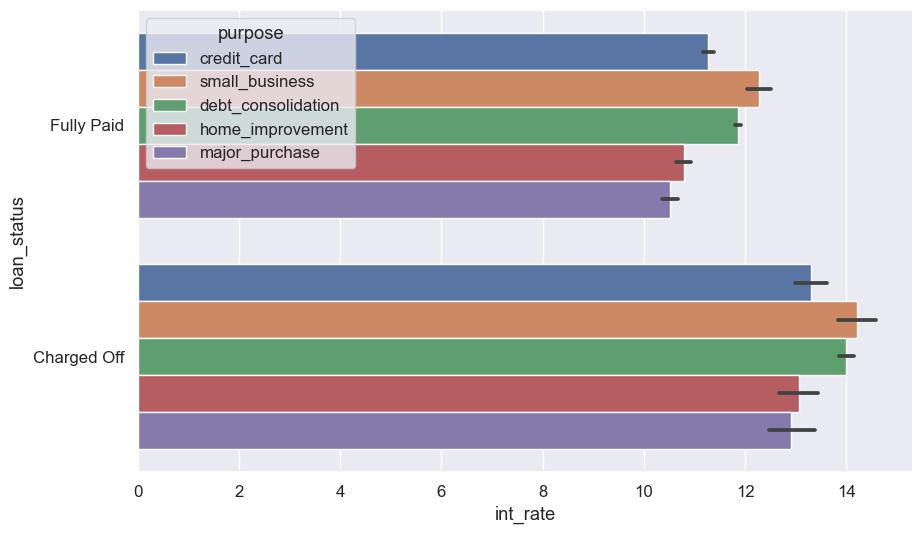 purpose
credit_card
small_business
debt_consolidation
home_improvement
major_purchase
Fully Paid
Charged Off
loan_status
0 2 4 6 8 10 12 14
int_rate